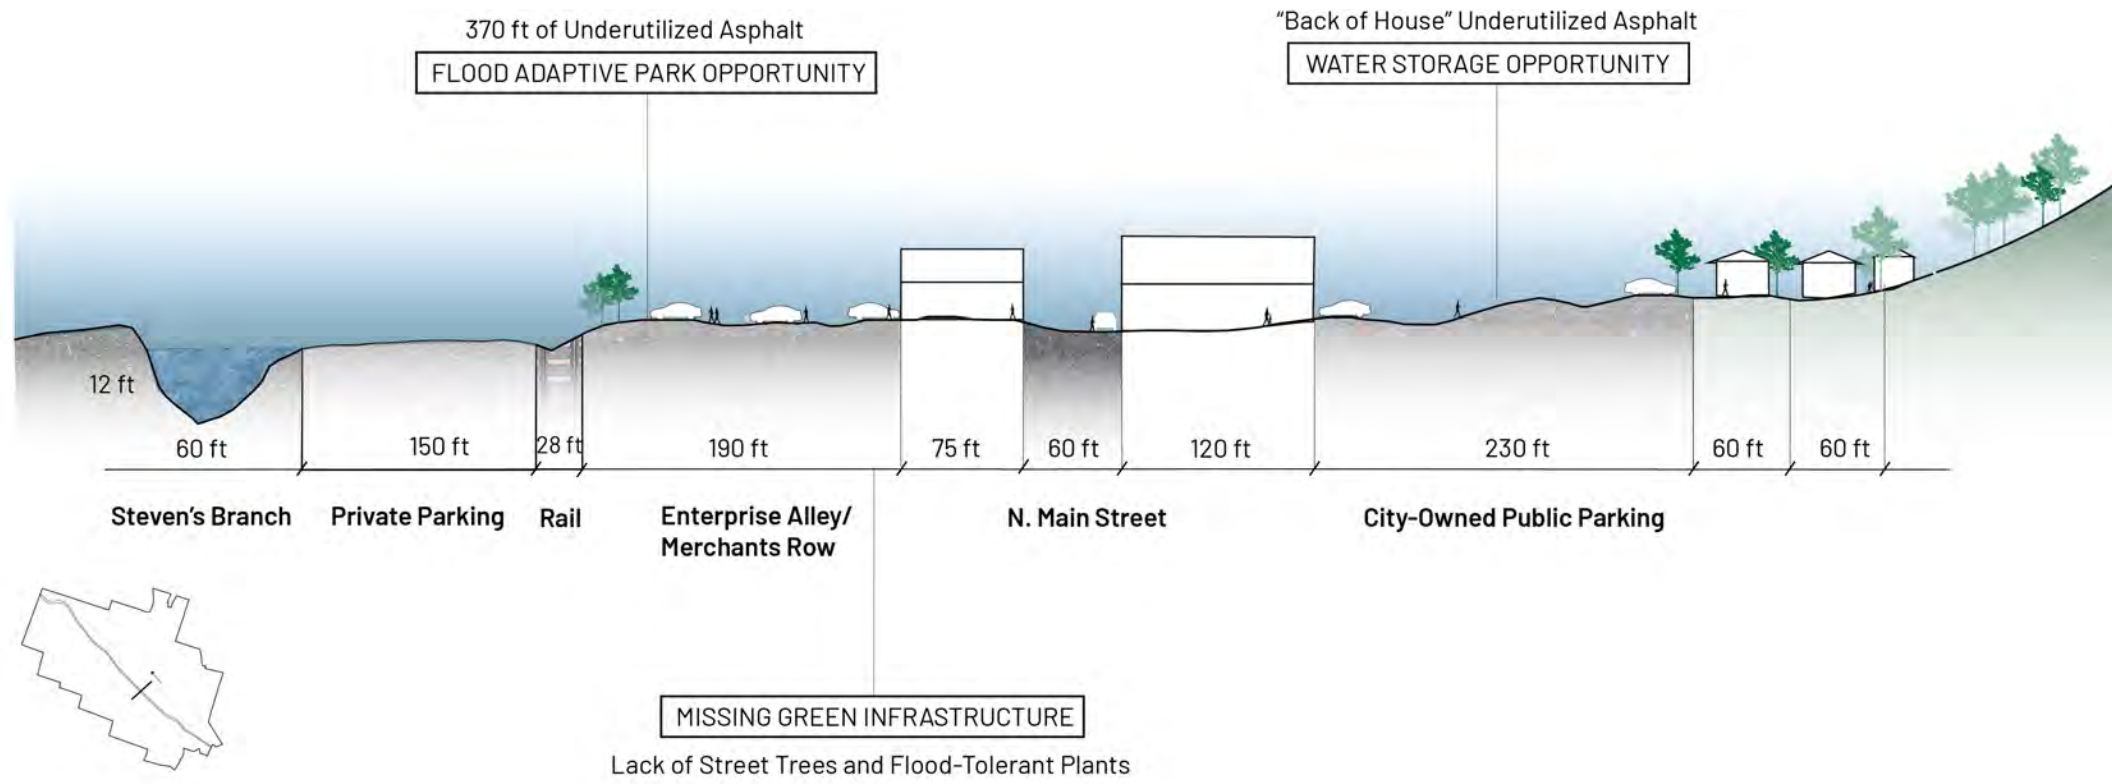 370 ft of Underutilized Asphalt
FLOOD ADAPTIVE PARK OPPORTUNITY
“Back of House” Underutilized Asphalt
WATER STORAGE OPPORTUNITY
12 ft
60 ft
150 ft
28 ft
190 ft
75 ft
60 ft
120 ft
230 ft
60 ft
60 ft
Steven's Branch
Private Parking
Rail
Enterprise Alley/
Merchants Row
N. Main Street
City-Owned Public Parking
MISSING GREEN INFRASTRUCTURE
Lack of Street Trees and Flood-Tolerant Plants